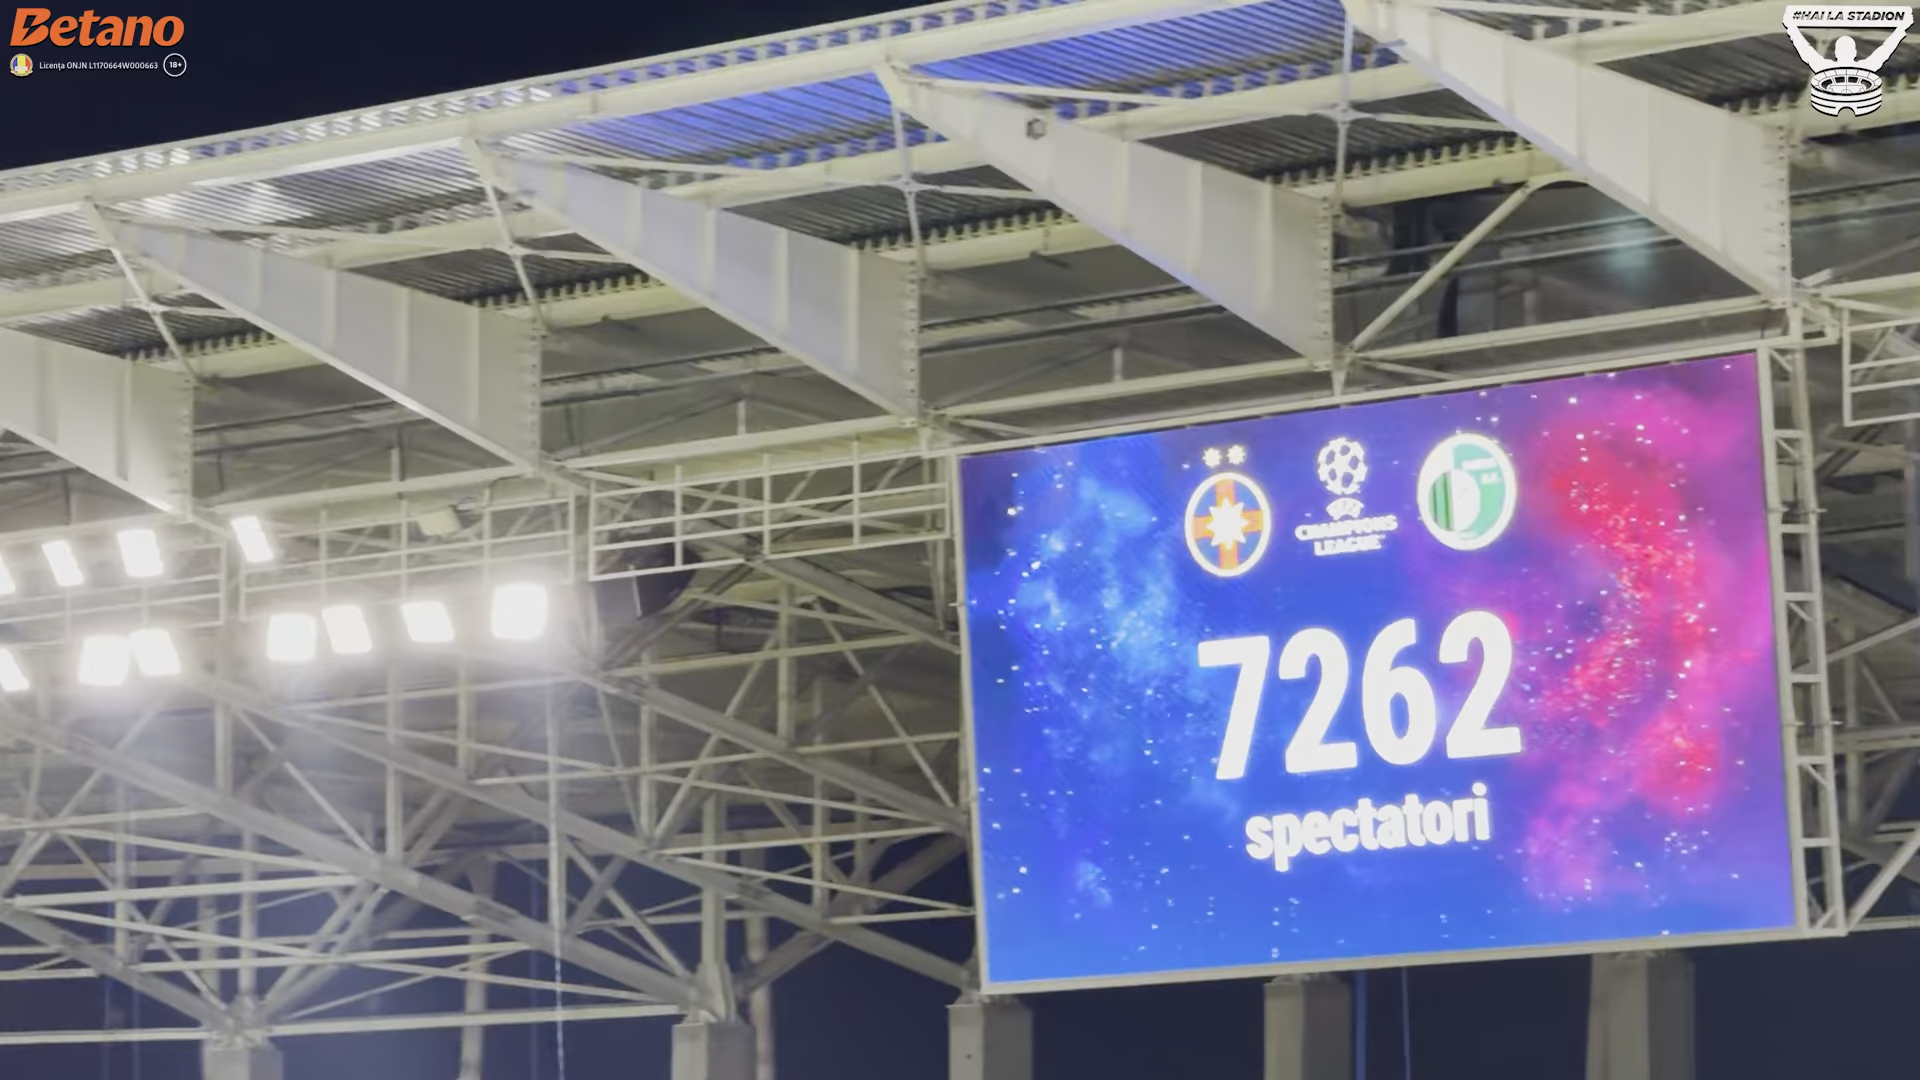 Betano
Licența ONJN L1170664W000663
18+
#HAI LA STADION
CHAMPIONS
LEAGUE
7262
spectatori